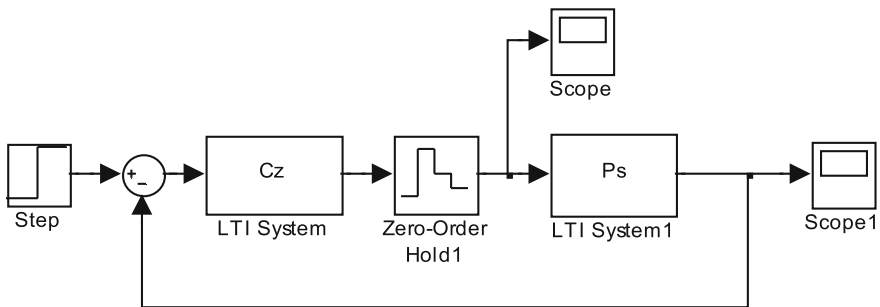 Scope
Cz
Ps
+
−
Step
LTI System
Zero-Order
Hold1
LTI System1
Scope1